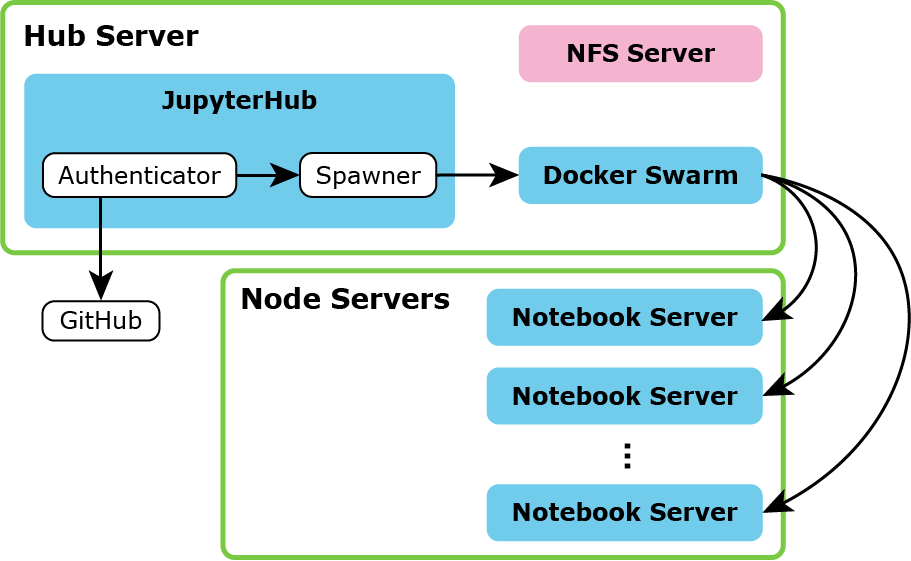 Hub Server
NFS Server
JupyterHub
Authenticator
Spawner
Docker Swarm
GitHub
Node Servers
Notebook Server
Notebook Server
...
Notebook Server